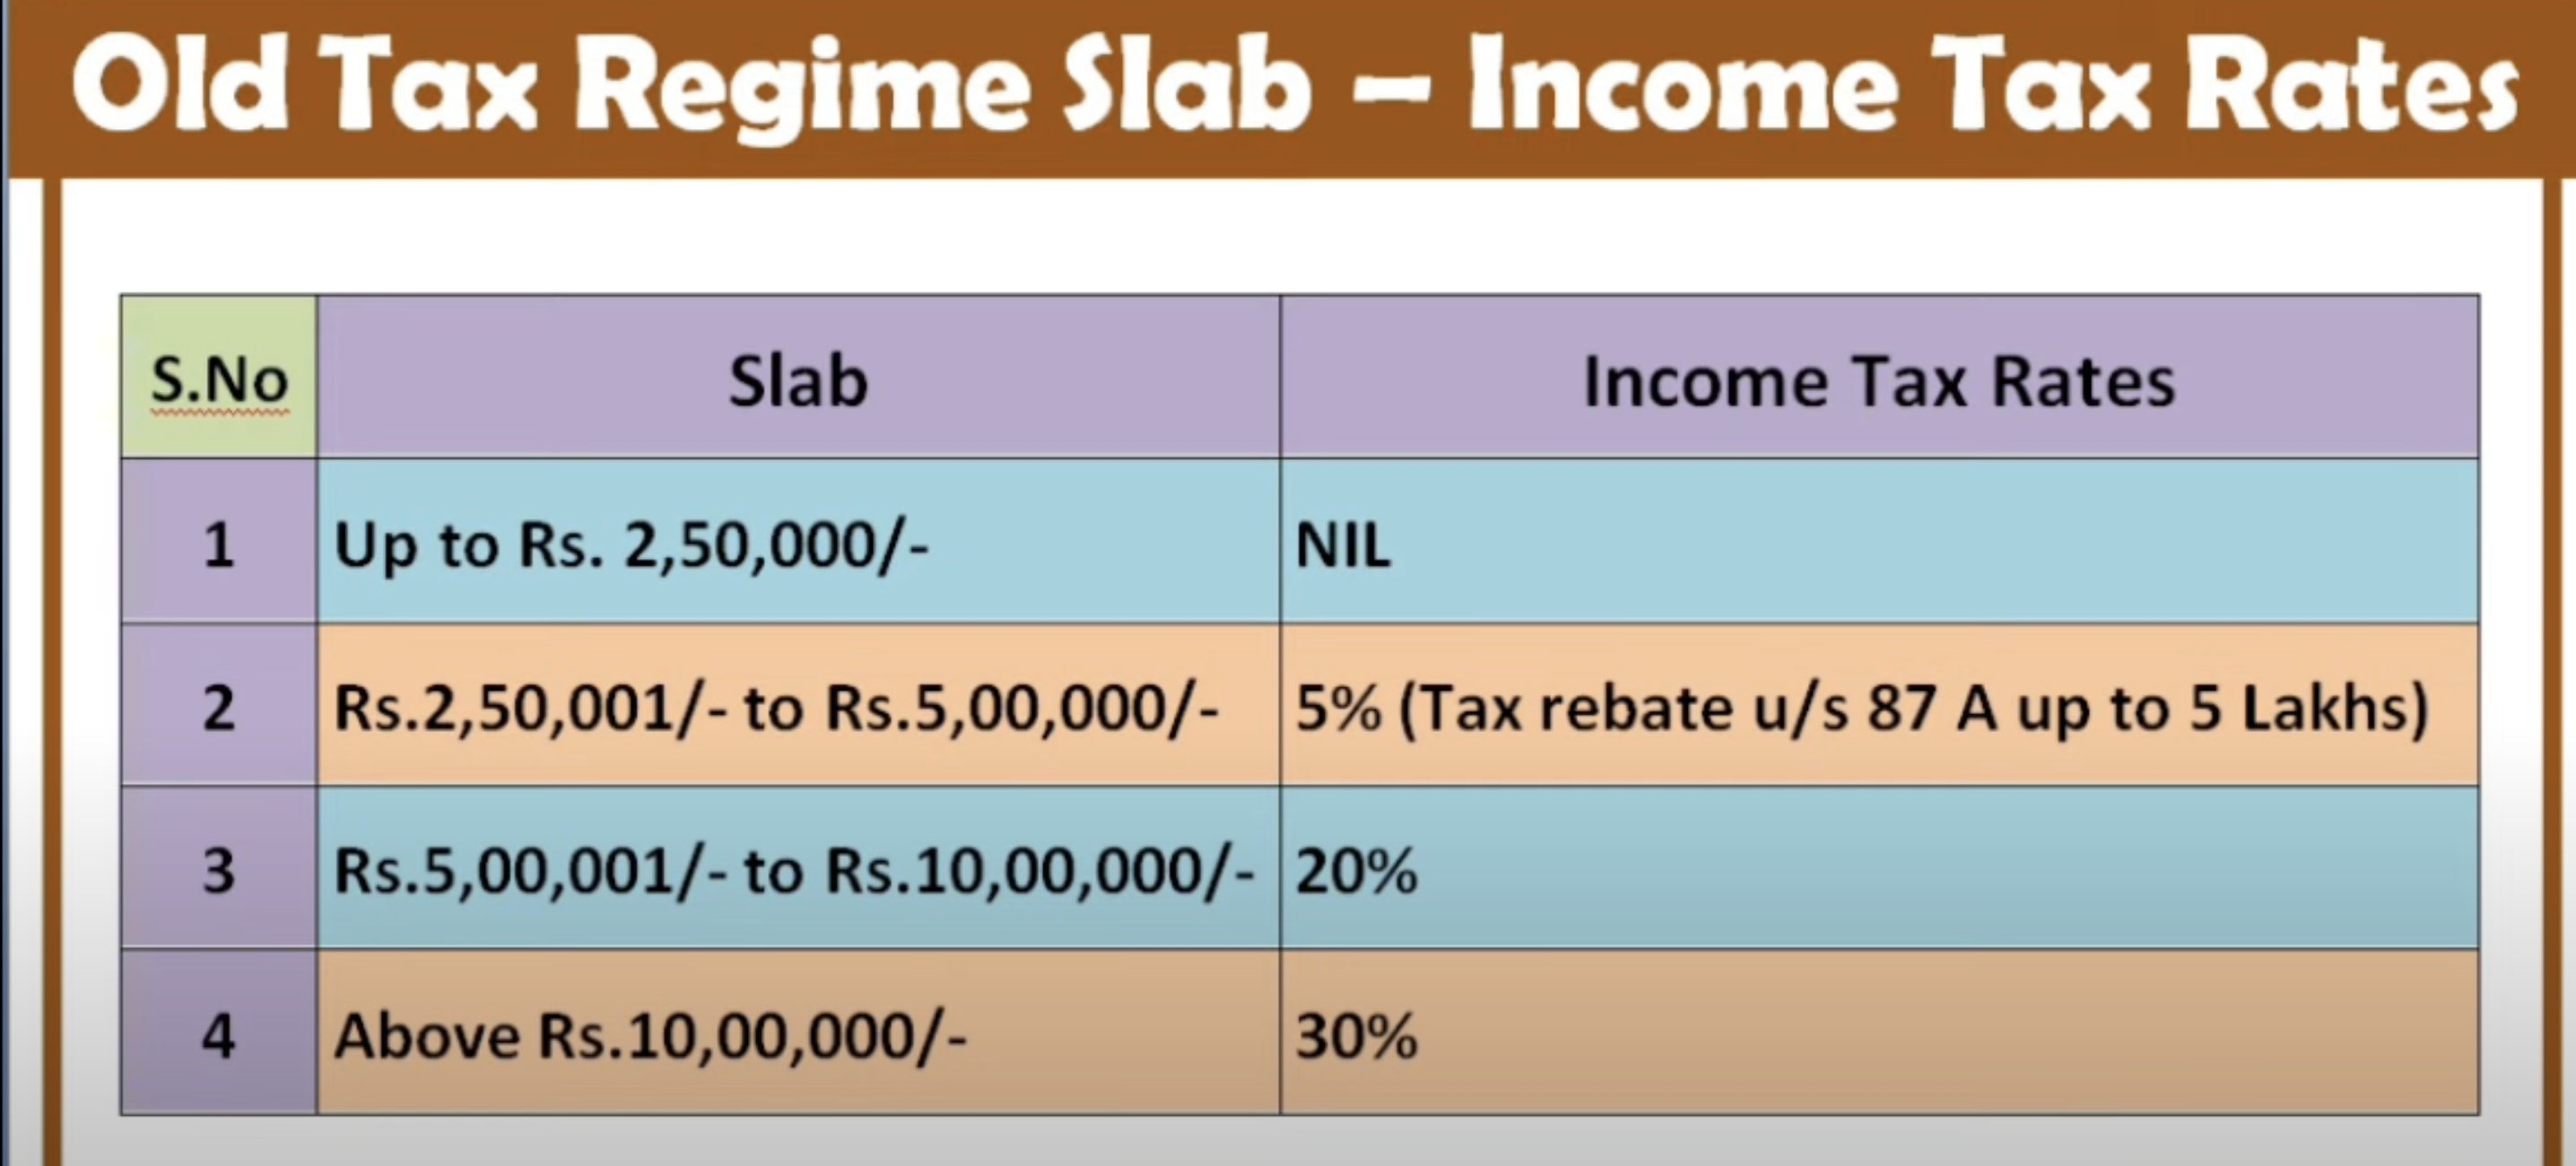 Old Tax Regime Slab – Income Tax Rates
S.No Slab Income Tax Rates
1 Up to Rs. 2,50,000/- NIL
2 Rs.2,50,001/- to Rs.5,00,000/- 5% (Tax rebate u/s 87 A up to 5 Lakhs)
3 Rs.5,00,001/- to Rs.10,00,000/- 20%
4 Above Rs.10,00,000/- 30%